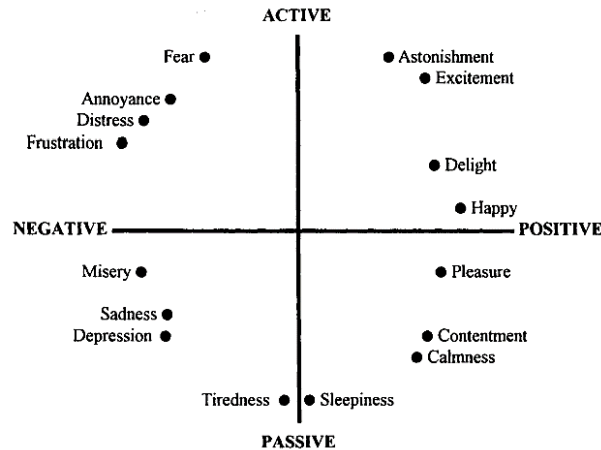 ACTIVE
Fear
Astonishment
Excitement
Annoyance
Distress
Frustration
Delight
Happy
NEGATIVE
POSITIVE
Misery
Pleasure
Sadness
Depression
Contentment
Calmness
Tiredness
Sleepiness
PASSIVE